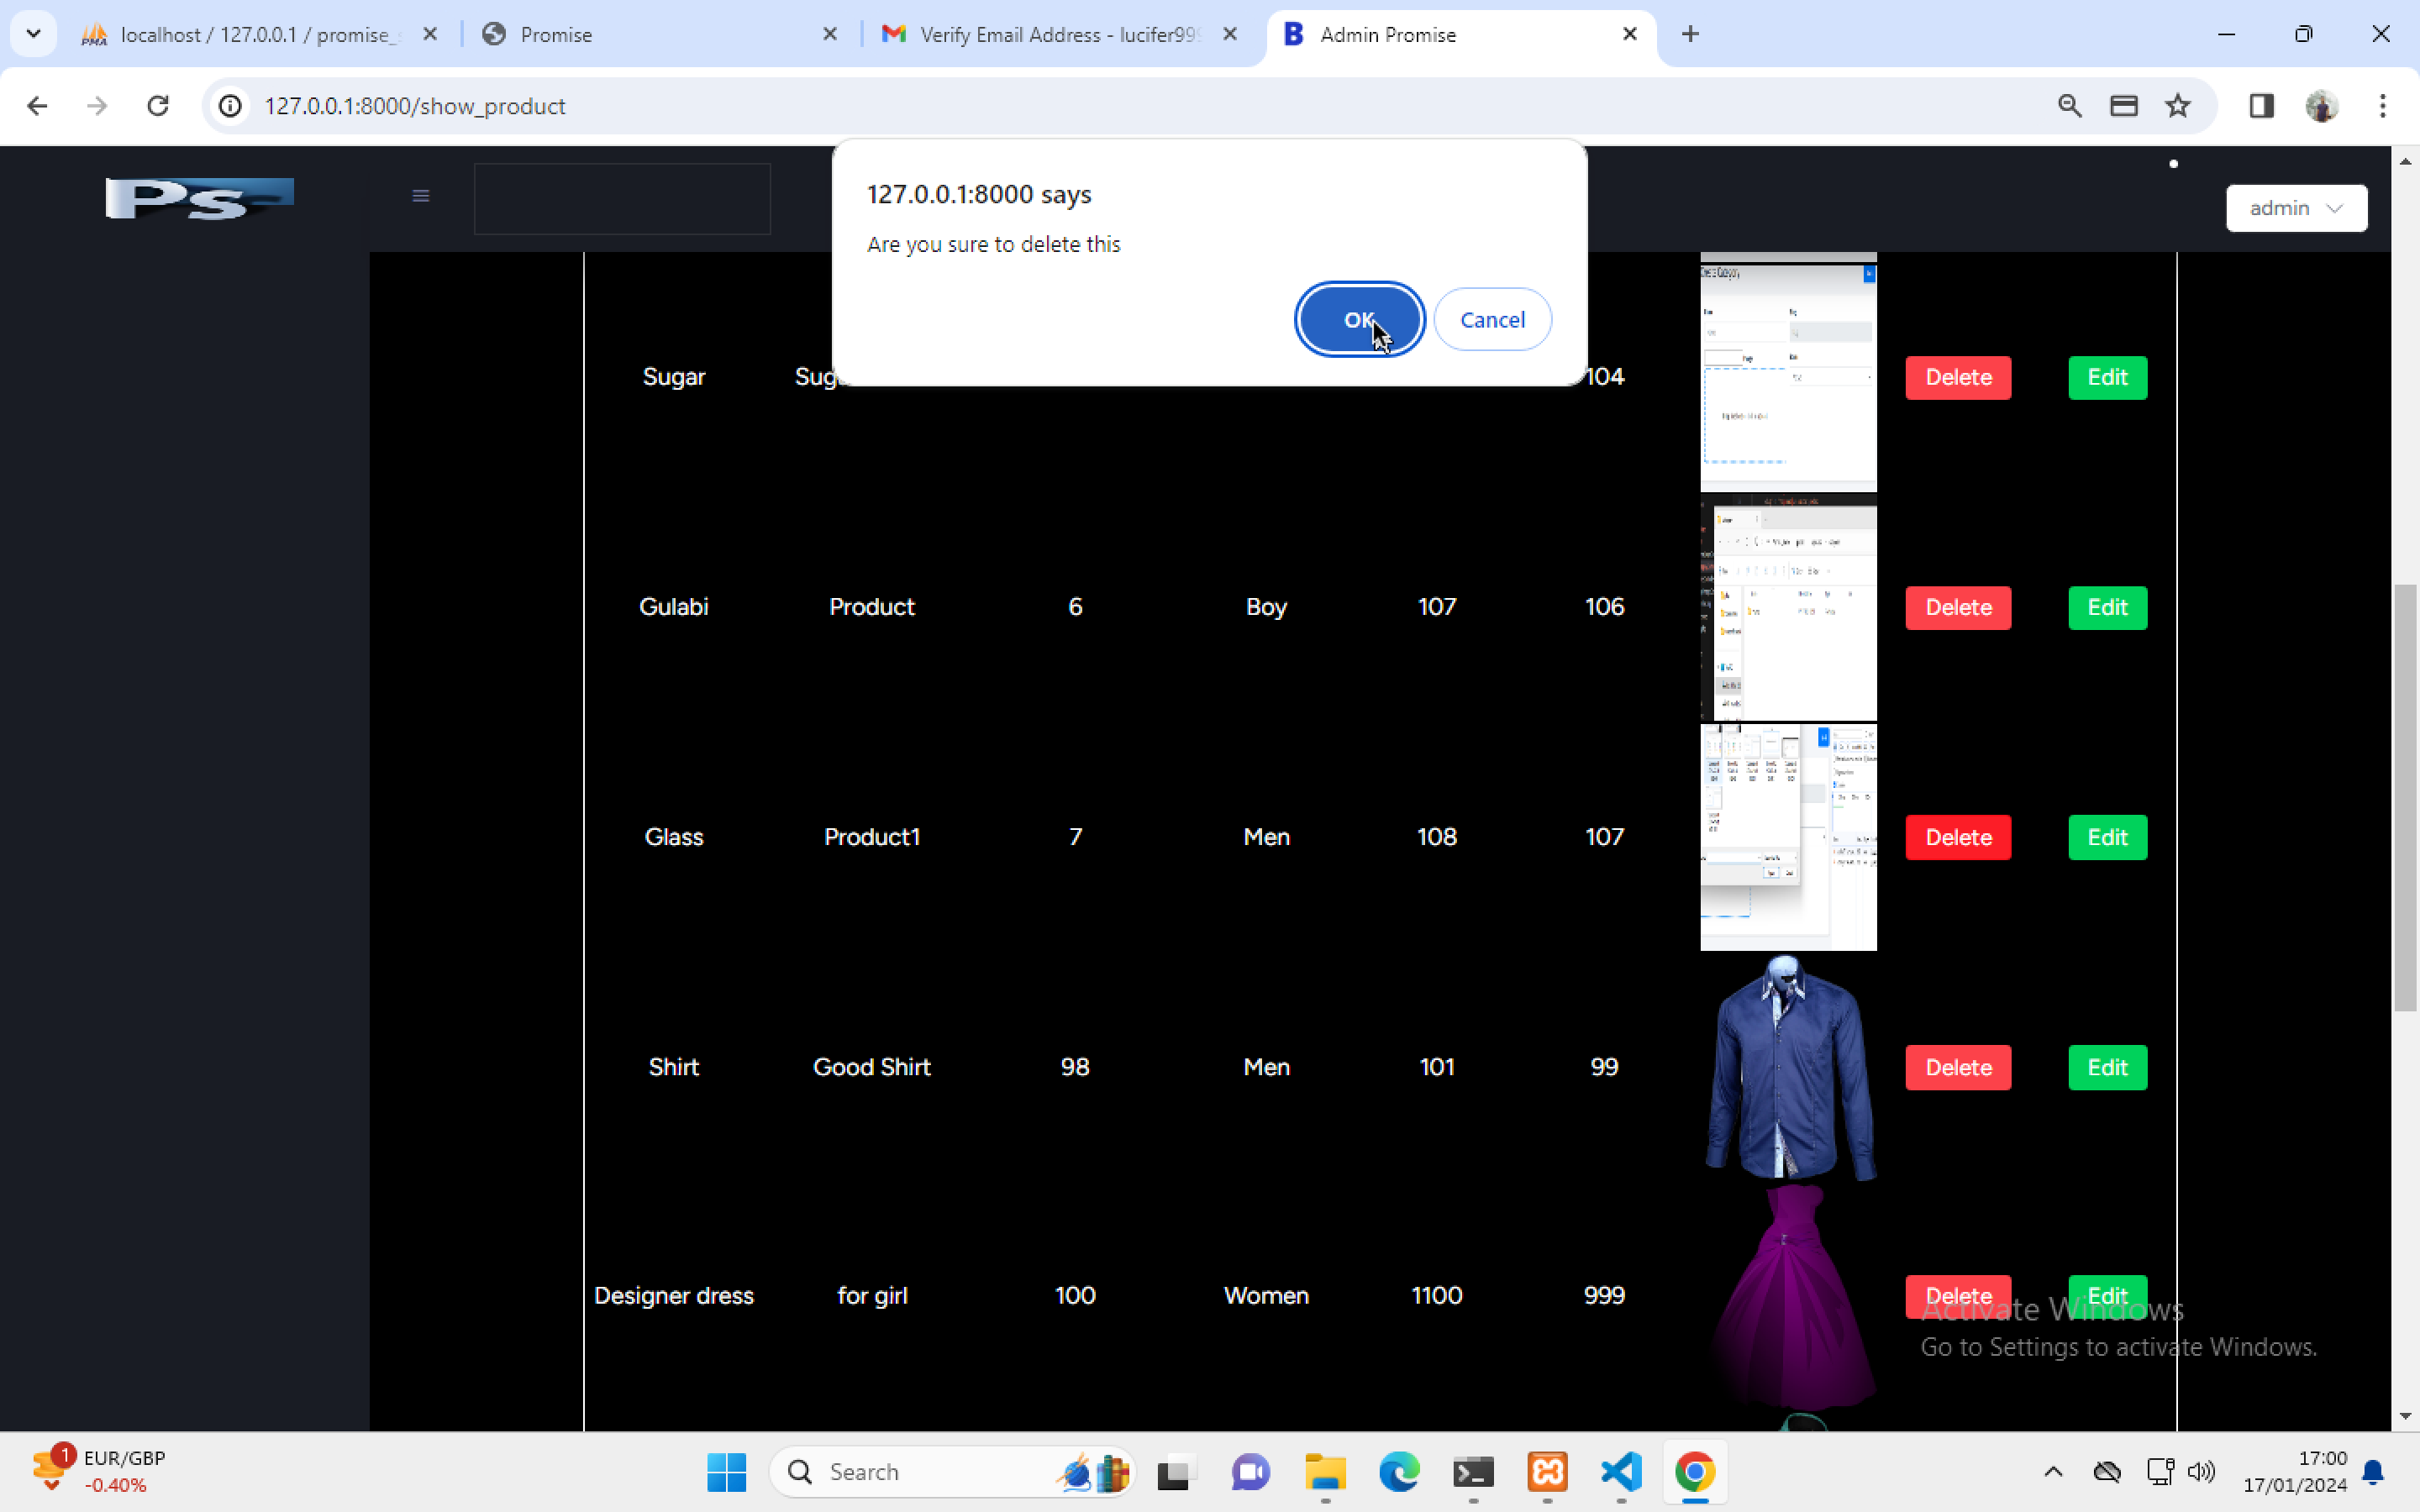 localhost / 127.0.0.1 / promise_
Promise
Verify Email Address - lucifer999
Admin Promise
127.0.0.1:8000/show_product
Ps
admin
127.0.0.1:8000 says
Are you sure to delete this
OK
Cancel
Sugar 104 Delete Edit
Gulabi Product 6 Boy 107 106 Delete Edit
Glass Product1 7 Men 108 107 Delete Edit
Shirt Good Shirt 98 Men 101 99 Delete Edit
Designer dress for girl 100 Women 1100 999 Delete Edit
Activate Windows
Go to Settings to activate Windows.
1
EUR/GBP
-0.40%
Search
17:00
17/01/2024